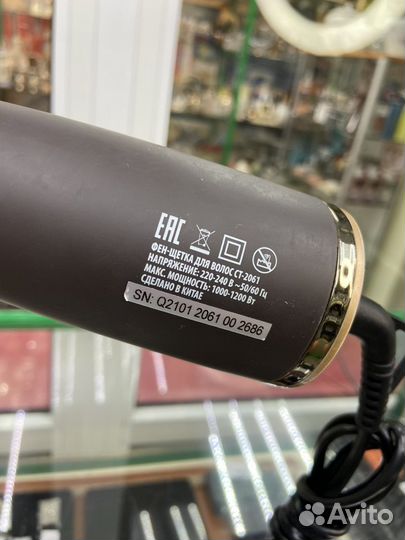 EAC
ФЕН-ЩЕТКА ДЛЯ ВОЛОС CT-2061
НАПРЯЖЕНИЕ: 220-240 В ~50/60 Гц
МАКС. МОЩНОСТЬ: 1000-1200 Вт
СДЕЛАНО В КИТАЕ
SN: Q2101 2061 00 2686
Avito